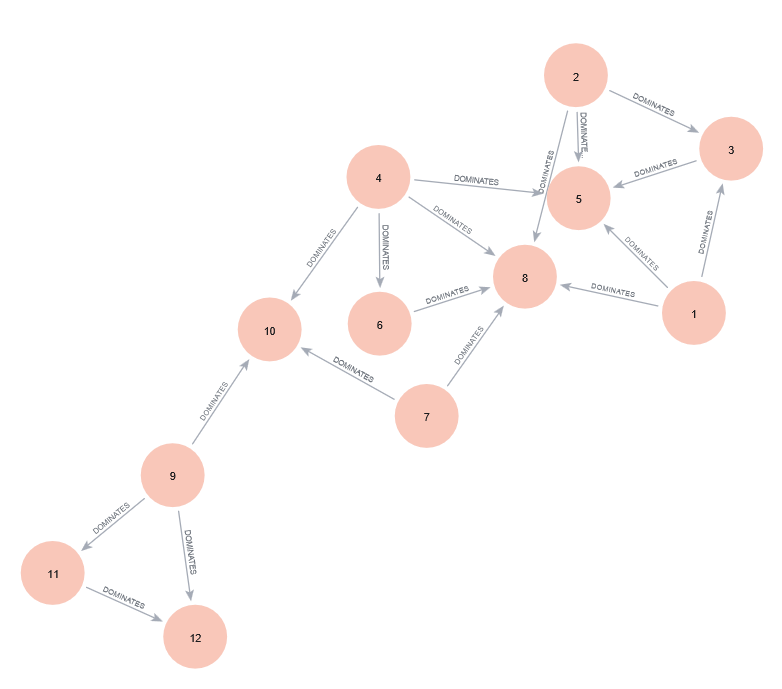 2
DOMINATES
DOMINATE...
3
DOMINATES
DOMINATES
4
DOMINATES
5
DOMINATES
DOMINATES
DOMINATES
DOMINATES
DOMINATES
8
DOMINATES
1
DOMINATES
6
10
DOMINATES
DOMINATES
DOMINATES
7
DOMINATES
9
DOMINATES
DOMINATES
11
DOMINATES
12